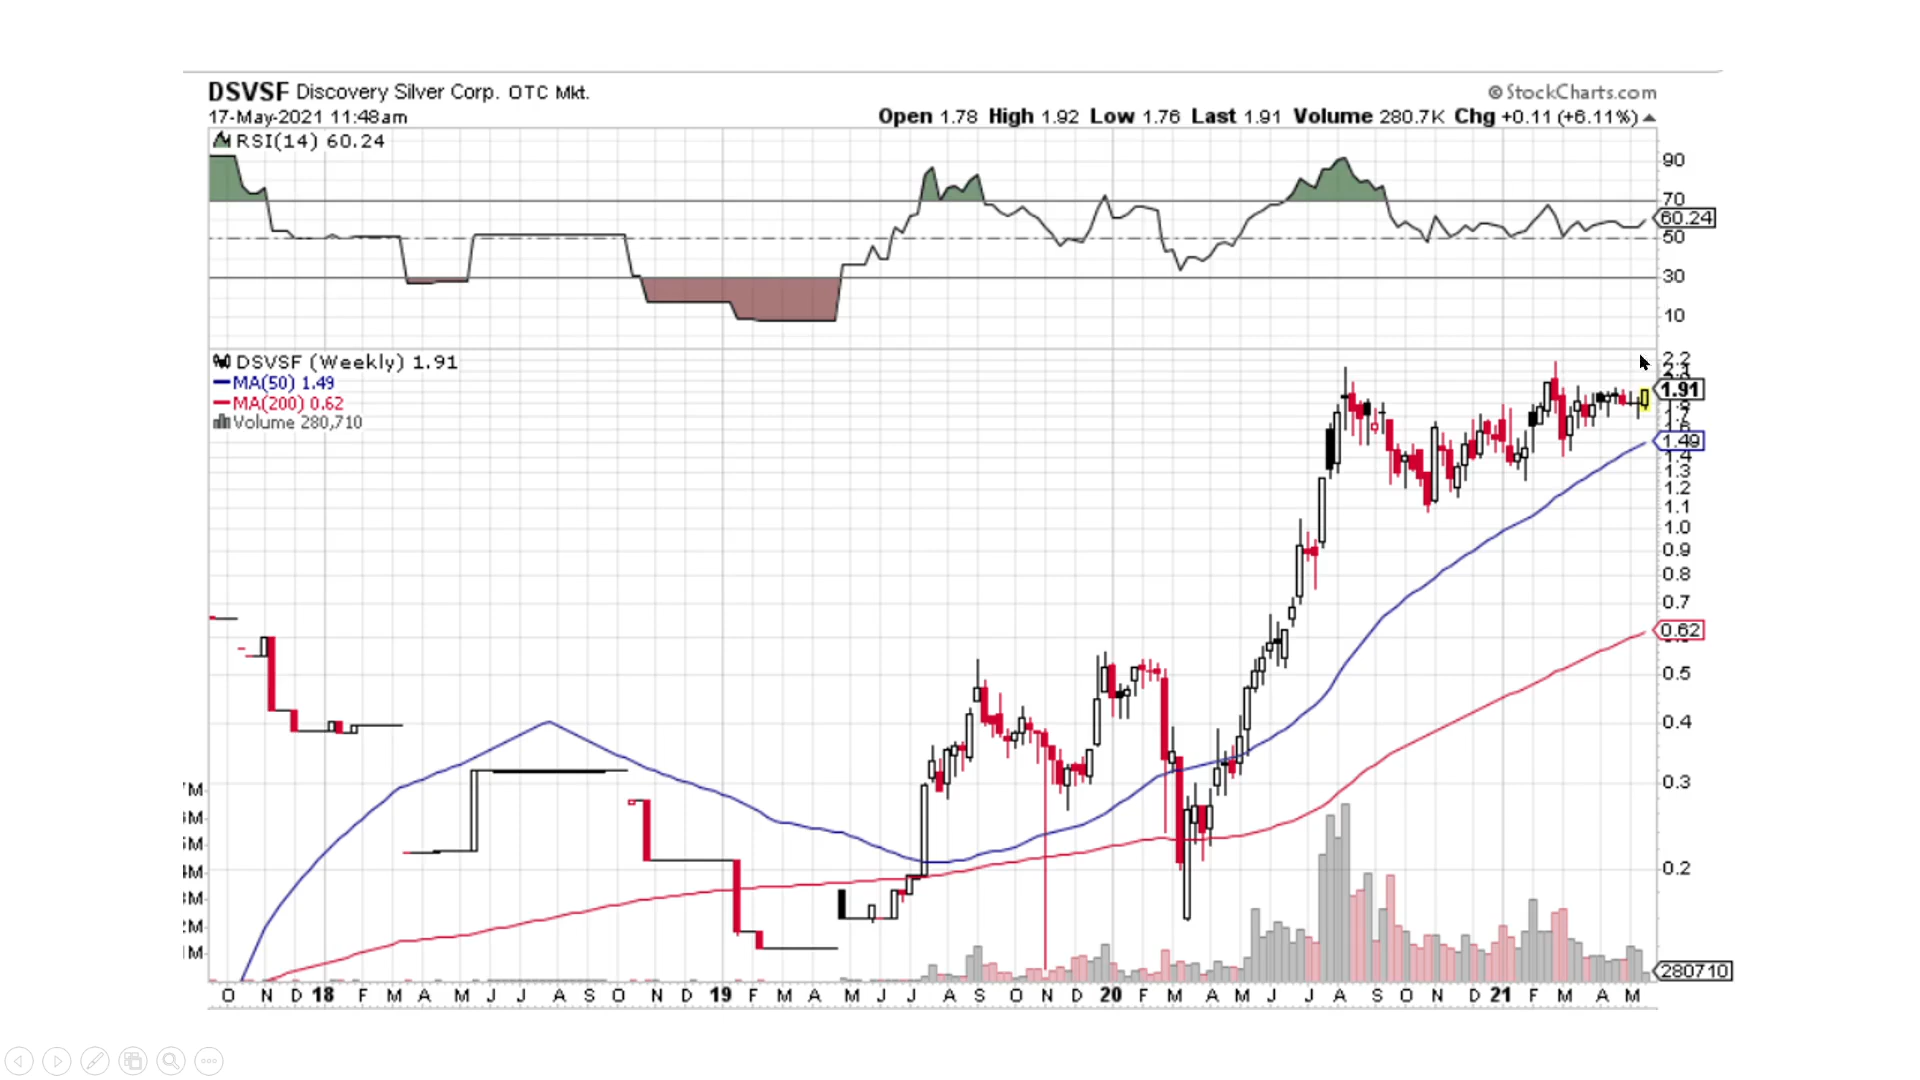 DSVSF Discovery Silver Corp. OTC Mkt.
© StockCharts.com
17-May-2021 11:48am
Open 1.78 High 1.92 Low 1.76 Last 1.91 Volume 280.7K Chg +0.11 (+6.11%)
RSI(14) 60.24
90
70
60.24
50
30
10
DSVSF (Weekly) 1.91
MA(50) 1.49
MA(200) 0.62
Volume 280,710
2.2
2.1
1.91
1.49
1.4
1.3
1.2
1.1
1.0
0.9
0.8
0.7
0.62
0.5
0.4
0.3
0.2
7M
2M
1M
280710
O N D 18 F M A M J J A S O N D 19 F M A M J J A S O N D 20 F M A M J J A S O N D 21 F M A M